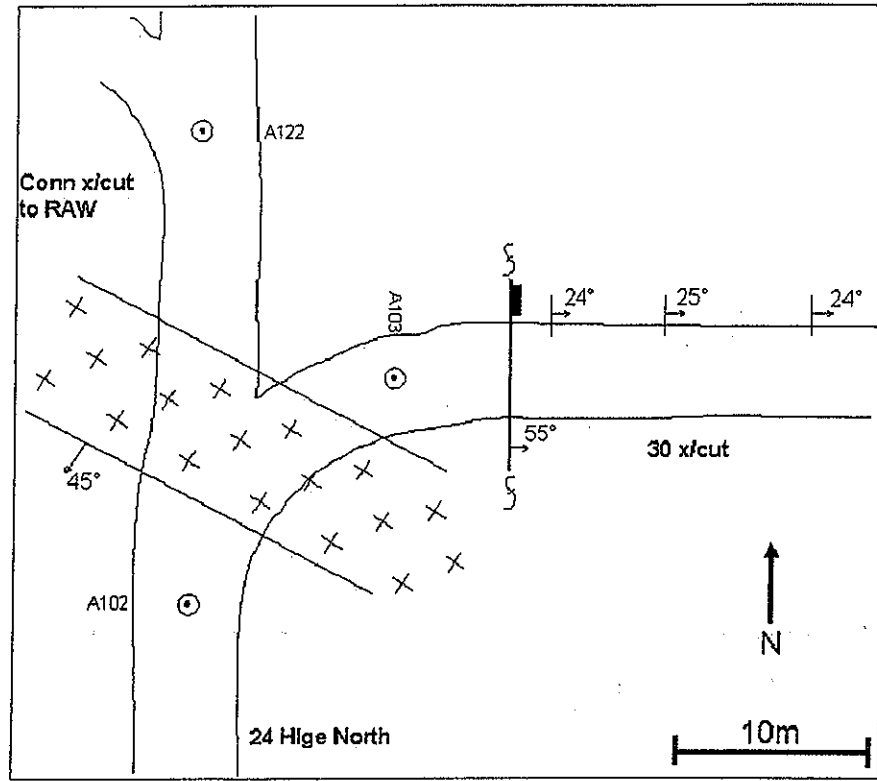 A122
Conn x/cut
to RAW
A103
24°
25°
24°
55°
30 x/cut
45°
A102
N
24 Hlge North
10m